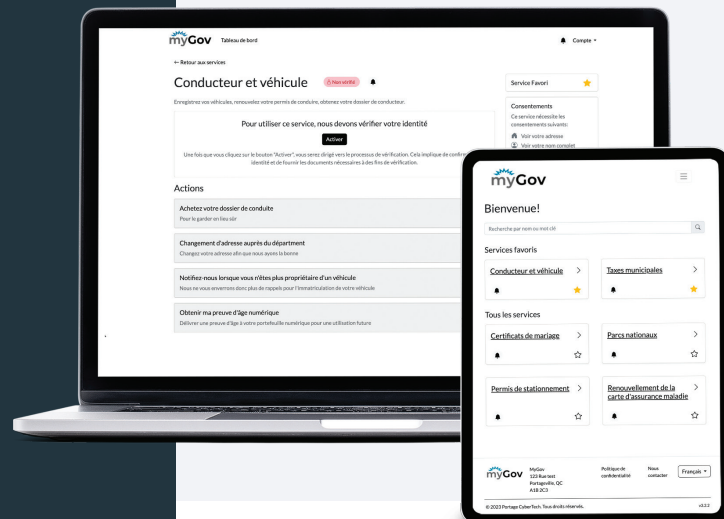 myGov Tableau de bord Compte
← Retour aux services
Conducteur et véhicule Non vérifié
Enregistrez vos véhicules, renouvelez votre permis de conduire, obtenez votre dossier de conducteur.
Pour utiliser ce service, nous devons vérifier votre identité
Activer
Une fois que vous cliquez sur le bouton "Activer", vous serez dirigé vers le processus de vérification. Cela implique de
identité et de fournir les documents nécessaires à des fins de vérification.
Actions
Achetez votre dossier de conduite
Pour le garder en lieu sûr
Changement d'adresse auprès du départment
Changez votre adresse afin que nous ayons la bonne
Notifiez-nous lorsque vous n'êtes plus propriétaire d'un véhicule
Nous ne vous enverrons donc plus de rappels pour l'immatriculation de votre véhicule
Obtenir ma preuve d'âge numérique
Délivrer une preuve d'âge à votre portefeuille numérique pour une utilisation future
Service Favori
Consentements
Ce service nécessite les
consentements suivants:
Voir votre adresse
Voir votre nom complet
myGov
Bienvenue!
Recherche par nom ou mot clé
Services favoris
Conducteur et véhicule
Taxes municipales
Tous les services
Certificats de mariage
Parcs nationaux
Permis de stationnement
Renouvellement de la
carte d'assurance maladie
myGov
MyGov
123 Rue test
Portageville, QC
A1B 2C3
Politique de
confidentialité
Nous
contacter
Français
© 2023 Portage CyberTech. Tous droits réservés.
v2.2.2